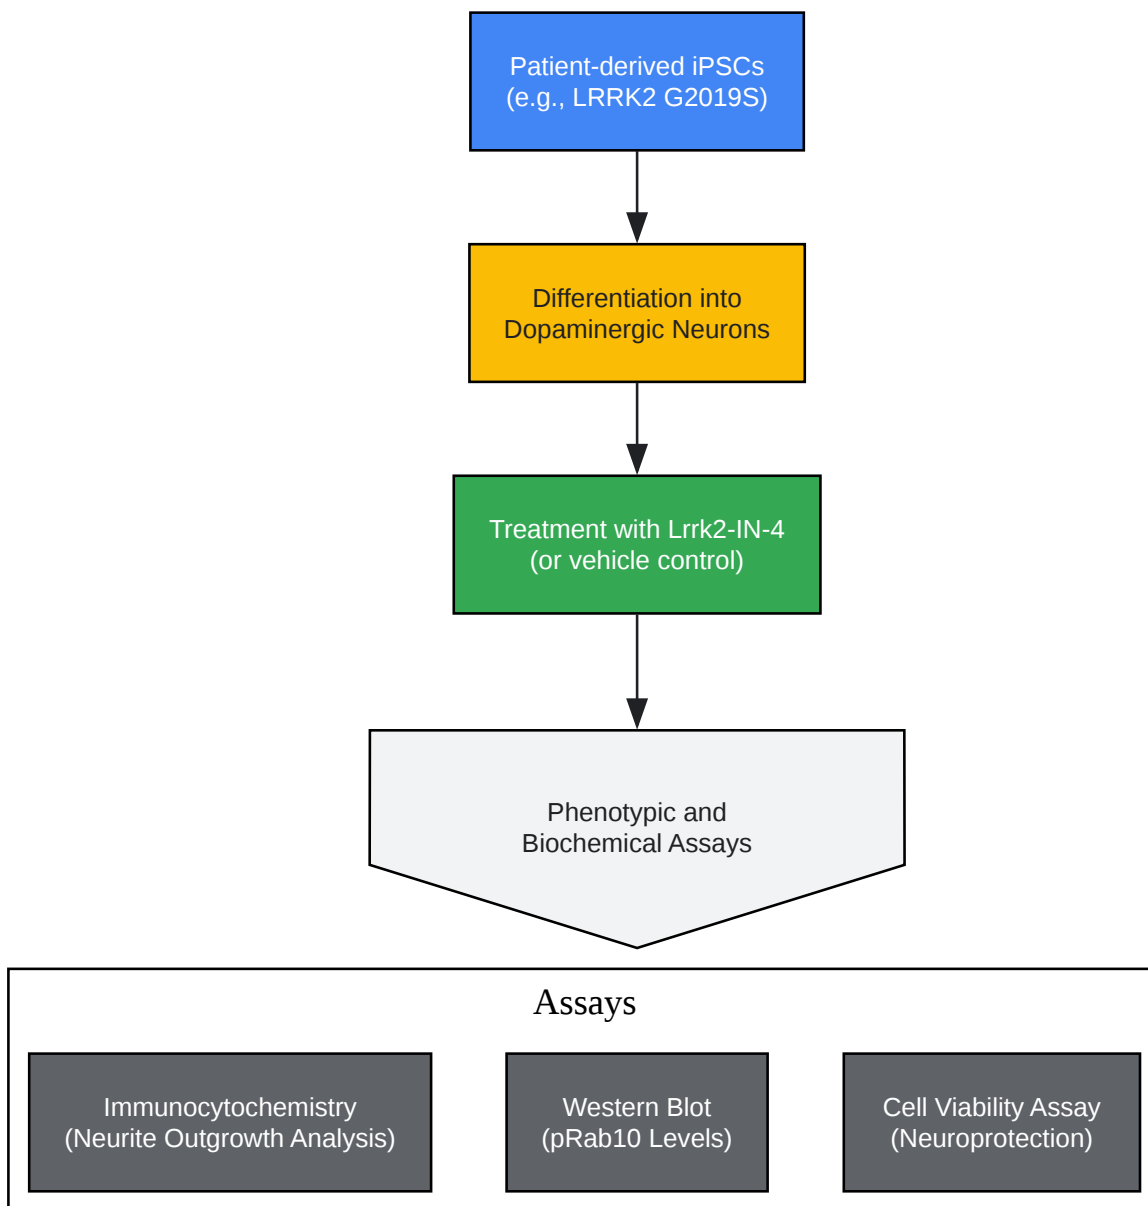 Patient-derived iPSCs
(e.g., LRRK2 G2019S)
Differentiation into
Dopaminergic Neurons
Treatment with Lrrk2-IN-4
(or vehicle control)
Phenotypic and
Biochemical Assays
Assays
Immunocytochemistry
(Neurite Outgrowth Analysis)
Western Blot
(pRab10 Levels)
Cell Viability Assay
(Neuroprotection)